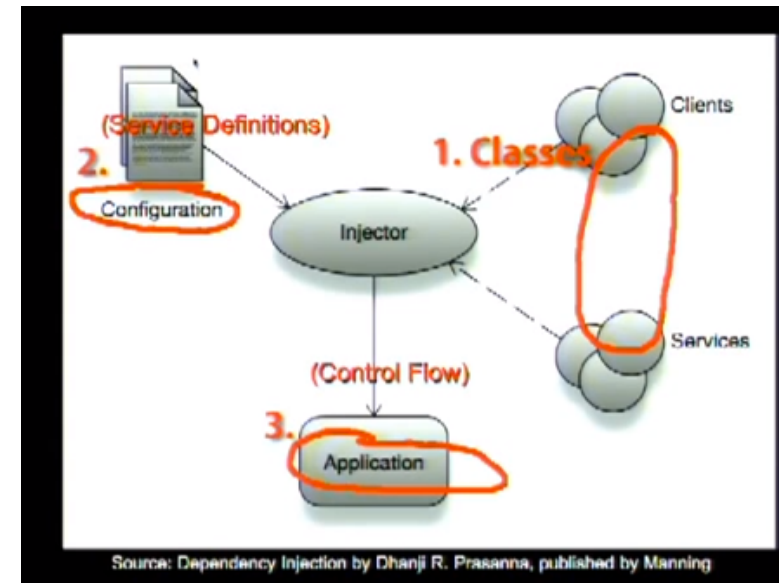 Clients
(Service Definitions)
1. Classes
2.
Configuration
Injector
Services
(Control Flow)
3.
Application
Source: Dependency Injection by Dhanji R. Prasanna, published by Manning